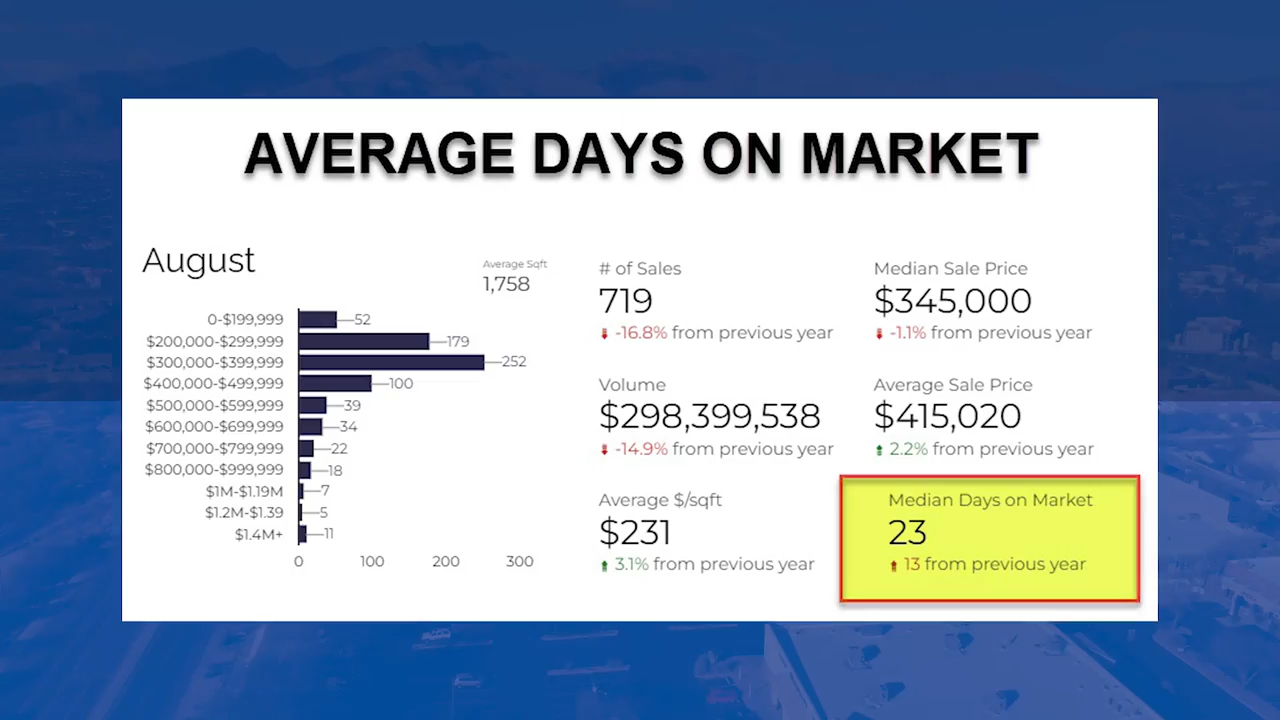 AVERAGE DAYS ON MARKET
August
Average Sqft
1,758
0-$199,999 52
$200,000-$299,999 179
$300,000-$399,999 252
$400,000-$499,999 100
$500,000-$599,999 39
$600,000-$699,999 34
$700,000-$799,999 22
$800,000-$999,999 18
$1M-$1.19M 7
$1.2M-$1.39 5
$1.4M+ 11
0 100 200 300
# of Sales
719
-16.8% from previous year
Median Sale Price
$345,000
-1.1% from previous year
Volume
$298,399,538
-14.9% from previous year
Average Sale Price
$415,020
2.2% from previous year
Average $/sqft
$231
3.1% from previous year
Median Days on Market
23
13 from previous year